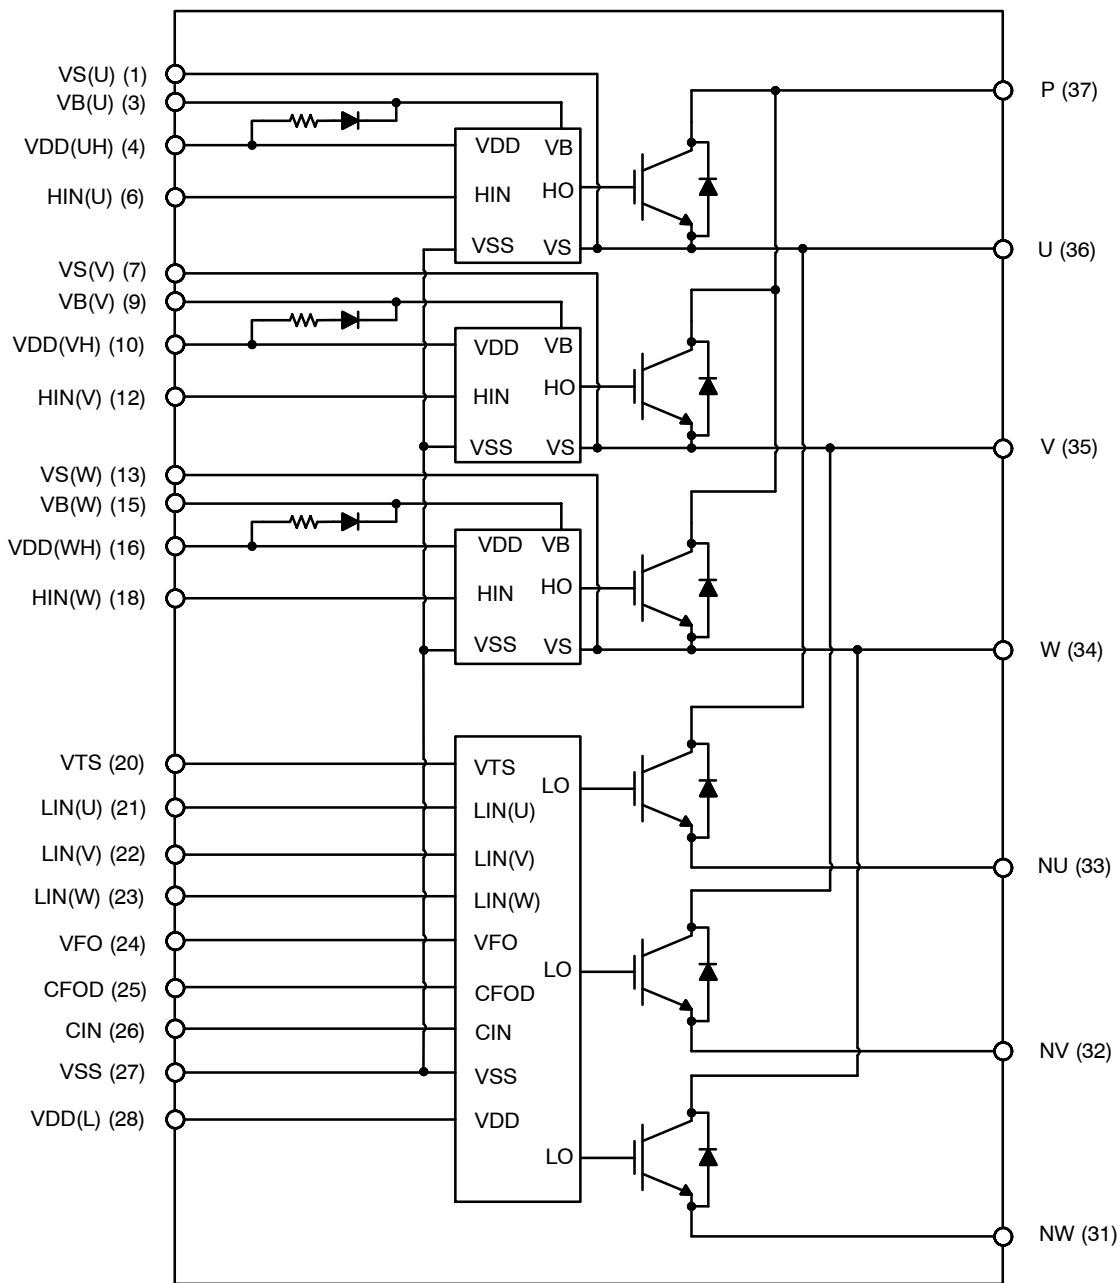 VS(U) (1)
VB(U) (3)
VDD(UH) (4)
HIN(U) (6)
VS(V) (7)
VB(V) (9)
VDD(VH) (10)
HIN(V) (12)
VS(W) (13)
VB(W) (15)
VDD(WH) (16)
HIN(W) (18)
VTS (20)
LIN(U) (21)
LIN(V) (22)
LIN(W) (23)
VFO (24)
CFOD (25)
CIN (26)
VSS (27)
VDD(L) (28)
VDD VB
HIN HO
VSS VS
VDD VB
HIN HO
VSS VS
VDD VB
HIN HO
VSS VS
VTS
LO
LIN(U)
LIN(V)
LIN(W)
VFO
LO
CFOD
CIN
VSS
VDD
LO
P (37)
U (36)
V (35)
W (34)
NU (33)
NV (32)
NW (31)